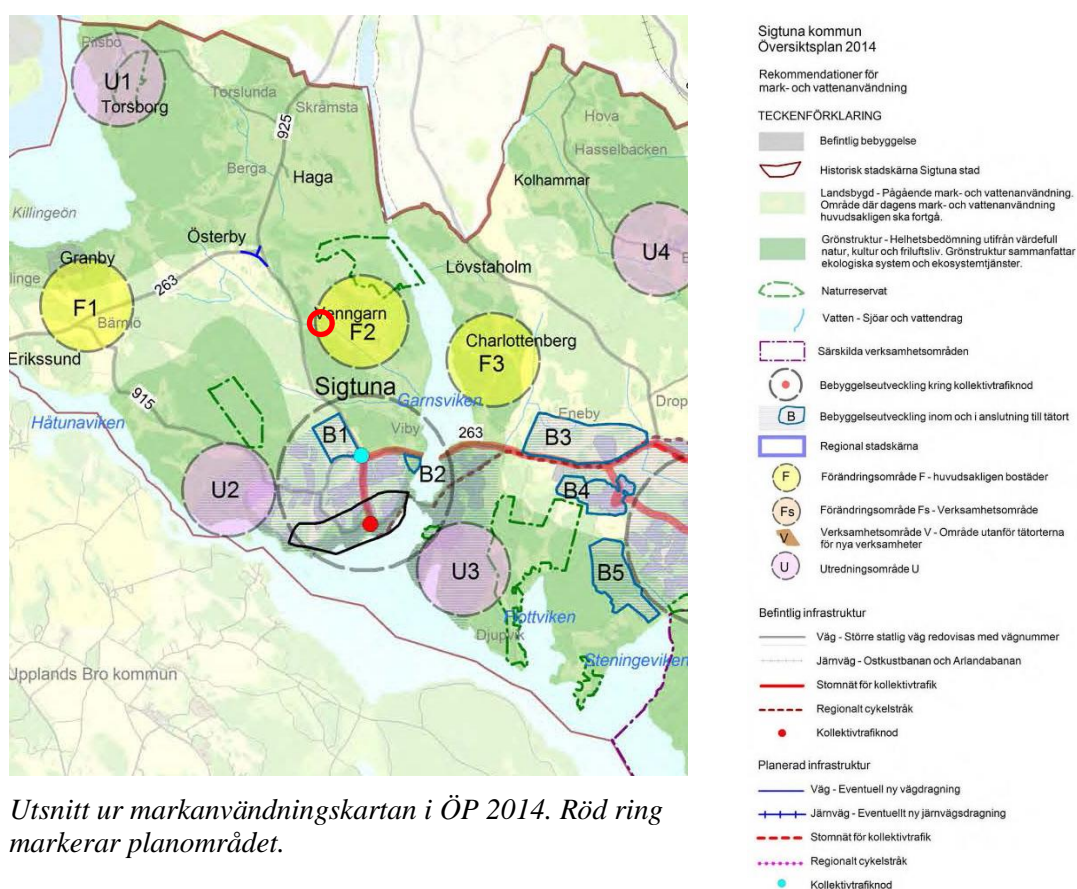 Pilsbo
U1
Torsborg
Torslunda
Skråmsta
925
Berga
Haga
Hova
Hasselbacken
Kolhammar
Killingeön
Österby
Granby
263
F1
Bärmö
Erikssund
Lövstaholm
U4
Venngarn
F2
Charlottenberg
F3
915
Sigtuna
Garnsviken
Håtunaviken
Viby
263
Eneby
B1
B2
B3
B4
U2
U3
B5
Djupvik
Steningeviken
Upplands Bro kommun
Utsnitt ur markanvändningskartan i ÖP 2014. Röd ring
markerar planområdet.
Sigtuna kommun
Översiktsplan 2014
Rekommendationer för
mark- och vattenanvändning
TECKENFÖRKLARING
Befintlig bebyggelse
Historisk stadskärna Sigtuna stad
Landsbygd - Pågående mark- och vattenanvändning.
Område där dagens mark- och vattenanvändning
huvudsakligen ska fortgå.
Grönstruktur - Helhetsbedömning utifrån värdefull
natur, kultur och friluftsliv. Grönstruktur sammanfattar
ekologiska system och ekosystemtjänster.
Naturreservat
Vatten - Sjöar och vattendrag
Särskilda verksamhetsområden
Bebyggelseutveckling kring kollektivtrafiknod
B Bebyggelseutveckling inom och i anslutning till tätort
Regional stadskärna
F Förändringsområde F - huvudsakligen bostäder
Fs Förändringsområde Fs - Verksamhetsområde
V Verksamhetsområde V - Område utanför tätorterna
för nya verksamheter
U Utredningsområde U
Befintlig infrastruktur
Väg - Större statlig väg redovisas med vägnummer
Järnväg - Ostkustbanan och Arlandabanan
Stomnät för kollektivtrafik
Regionalt cykelstråk
Kollektivtrafiknod
Planerad infrastruktur
Väg - Eventuell ny vägdragning
Järnväg - Eventuellt ny järnvägsdragning
Stomnät för kollektivtrafik
Regionalt cykelstråk
Kollektivtrafiknod